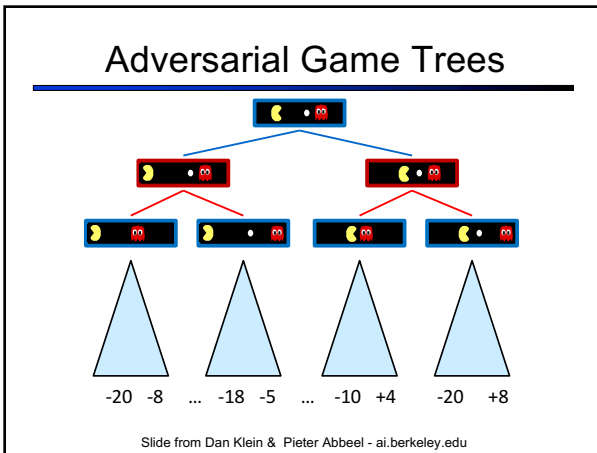 Adversarial Game Trees
-20 -8 ... -18 -5 ... -10 +4 -20 +8
Slide from Dan Klein & Pieter Abbeel - ai.berkeley.edu